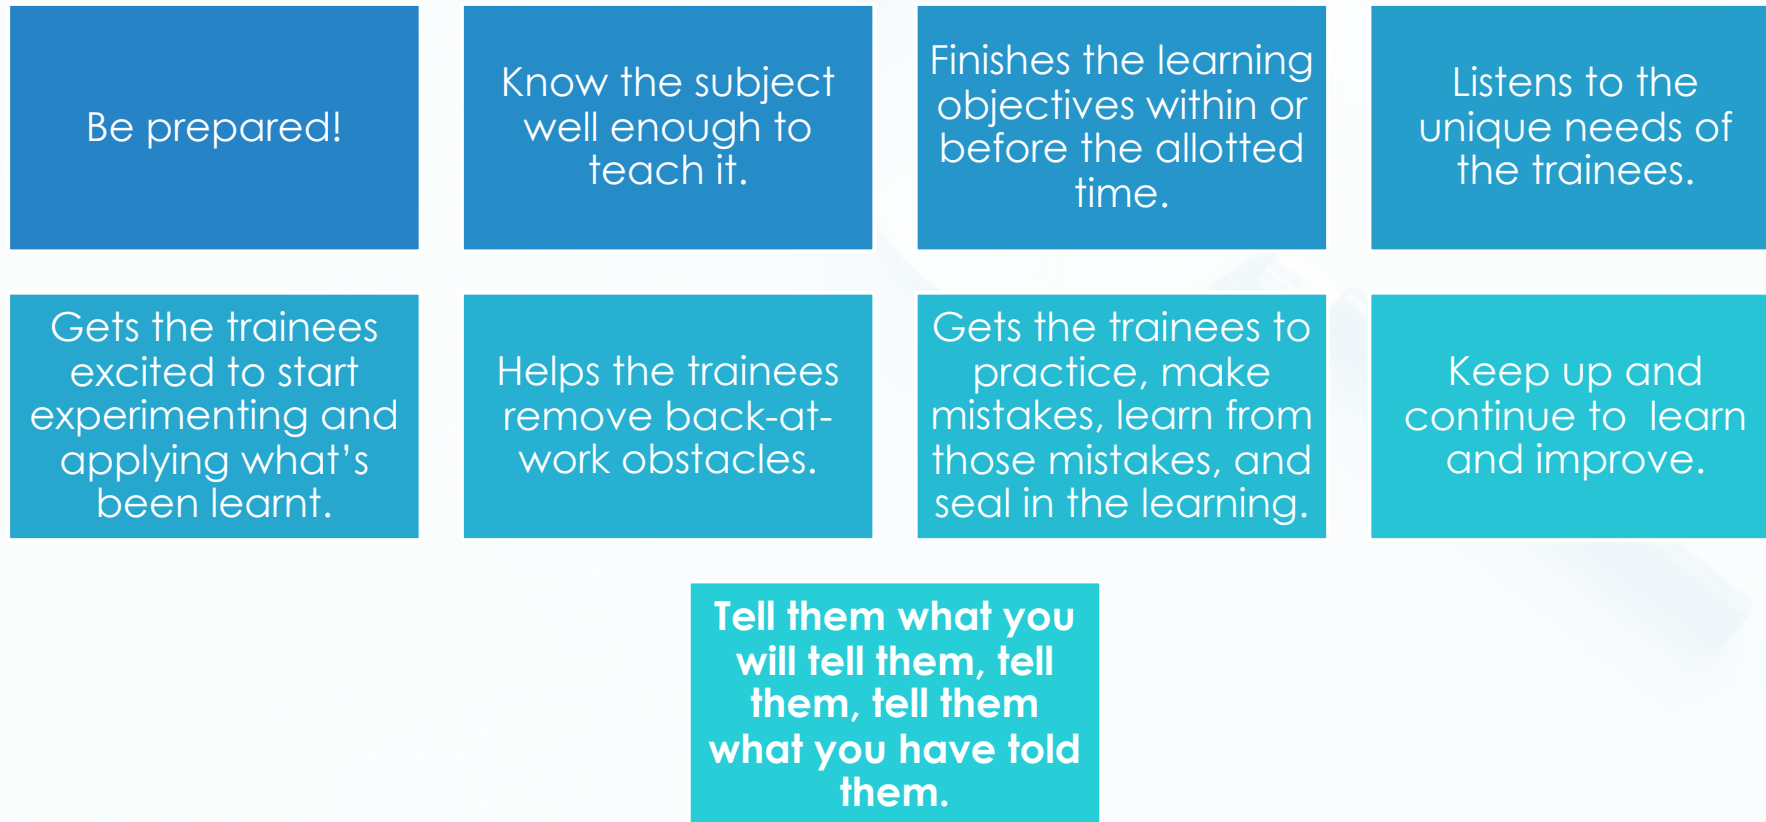 Be prepared!
Know the subject
well enough to
teach it.
Finishes the learning
objectives within or
before the allotted
time.
Listens to the
unique needs of
the trainees.
Gets the trainees
excited to start
experimenting and
applying what’s
been learnt.
Helps the trainees
remove back-at-
work obstacles.
Gets the trainees to
practice, make
mistakes, learn from
those mistakes, and
seal in the learning.
Keep up and
continue to  learn
and improve.
Tell them what you
will tell them, tell
them, tell them
what you have told
them.